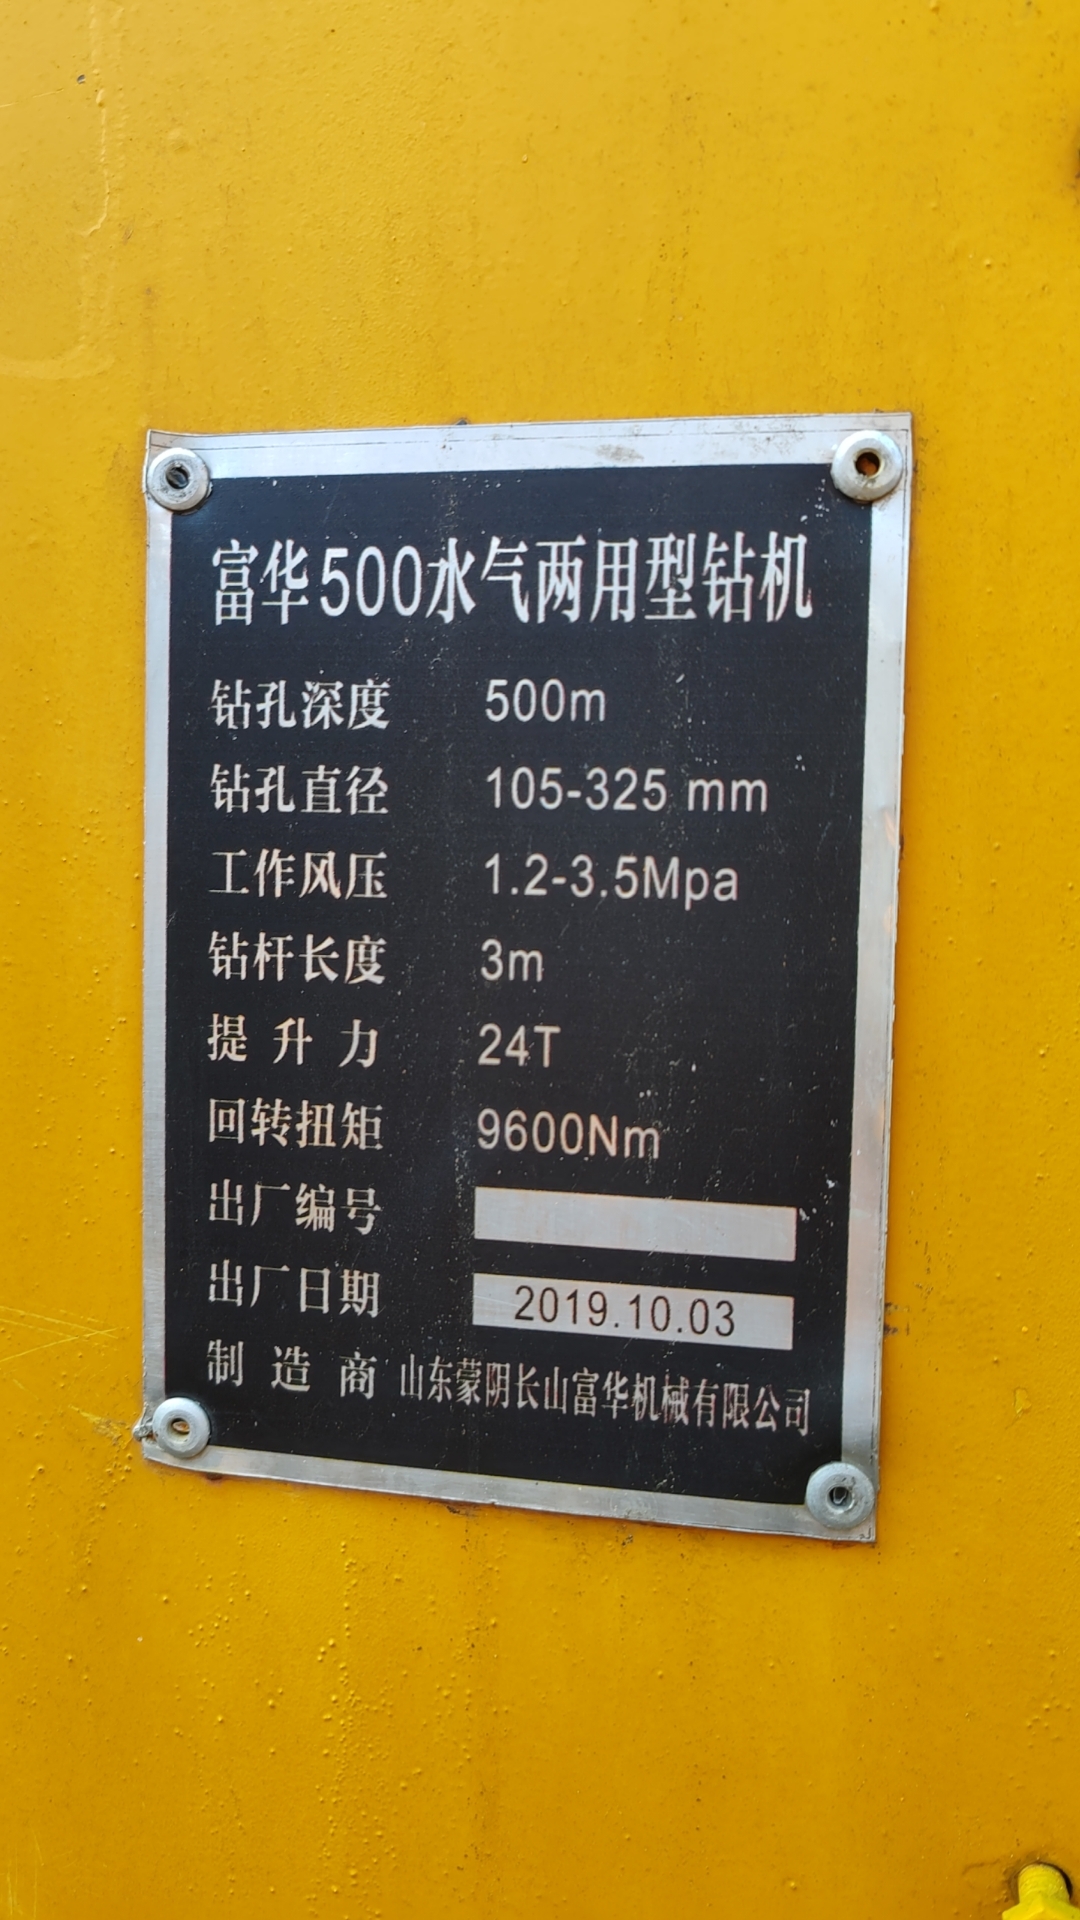 富华500水气两用型钻机
钻孔深度 500m
钻孔直径 105-325 mm
工作风压 1.2-3.5Mpa
钻杆长度 3m
提升力 24T
回转扭矩 9600Nm
出厂编号
出厂日期 2019.10.03
制造商 山东蒙阴长山富华机械有限公司